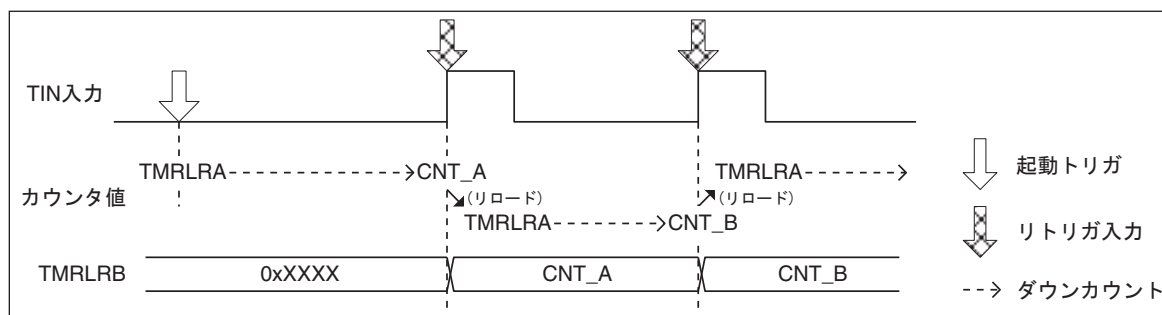 TIN入力
TMRLRA CNT_A TMRLRA
カウンタ値
(リロード) (リロード)
TMRLRA CNT_B
TMRLRB 0xXXXX CNT_A CNT_B
起動トリガ
リトリガ入力
ダウンカウント